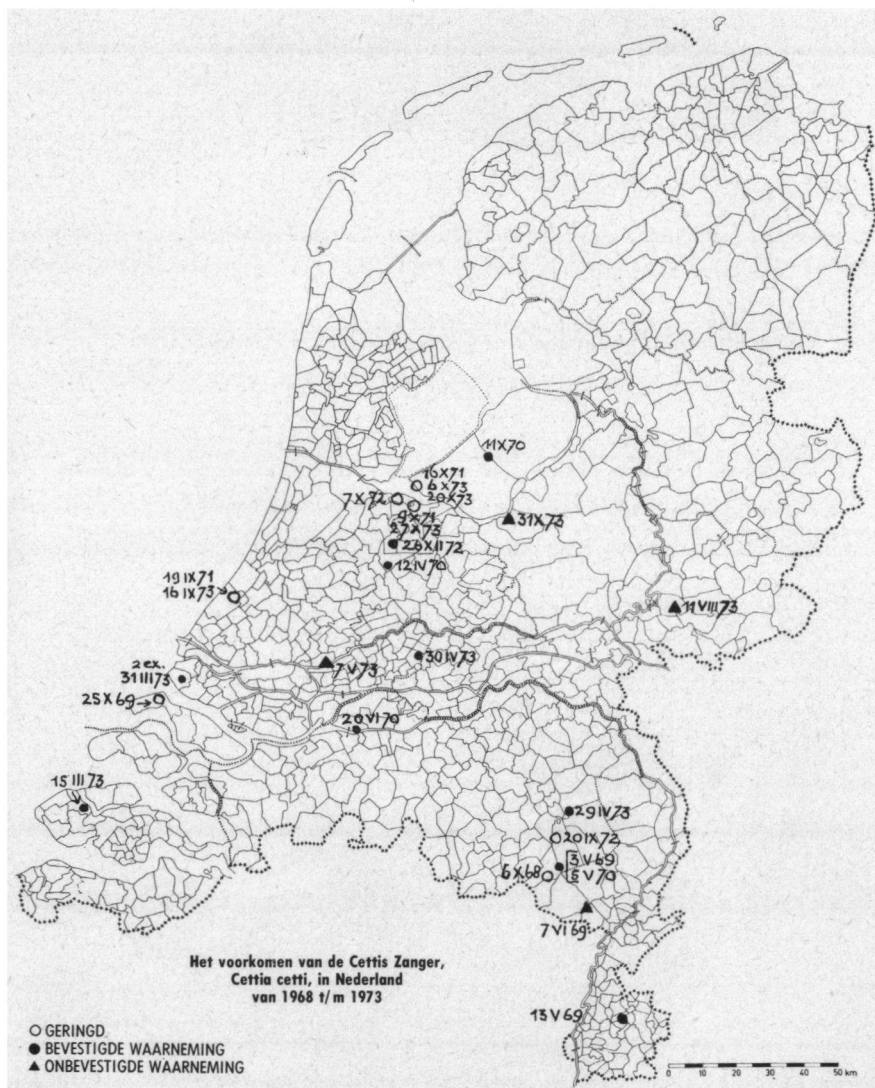 11 X 70
16 X 71
6 X 73
20 X 73
7 X 72
9 X 71
27 X 73
31 X 73
26 XII 72
12 IV 70
19 IX 71
16 IX 73
11 VIII 73
30 IV 73
7 V 73
2 ex.
31 III 73
25 X 69
20 VI 70
15 III 73
29 IV 73
20 IX 72
3 V 69
5 V 70
6 X 68
7 VI 69
Het voorkomen van de Cettis Zanger,
Cettia cetti, in Nederland
van 1968 t/m 1973
13 V 69
GERINGD
BEVESTIGDE WAARNEMING
ONBEVESTIGDE WAARNEMING
0 10 20 30 40 50 km